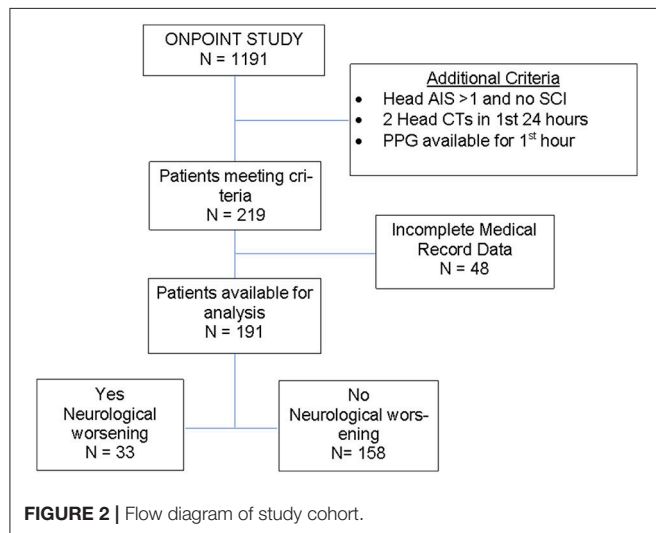 ONPOINT STUDY
N = 1191
Additional Criteria
• Head AIS >1 and no SCI
• 2 Head CTs in 1st 24 hours
• PPG available for 1st hour
Patients meeting cri-
teria
N = 219
Incomplete Medical
Record Data
N = 48
Patients available for
analysis
N = 191
Yes
Neurological
worsening
N = 33
No
Neurological wors-
ening
N= 158
FIGURE 2 | Flow diagram of study cohort.